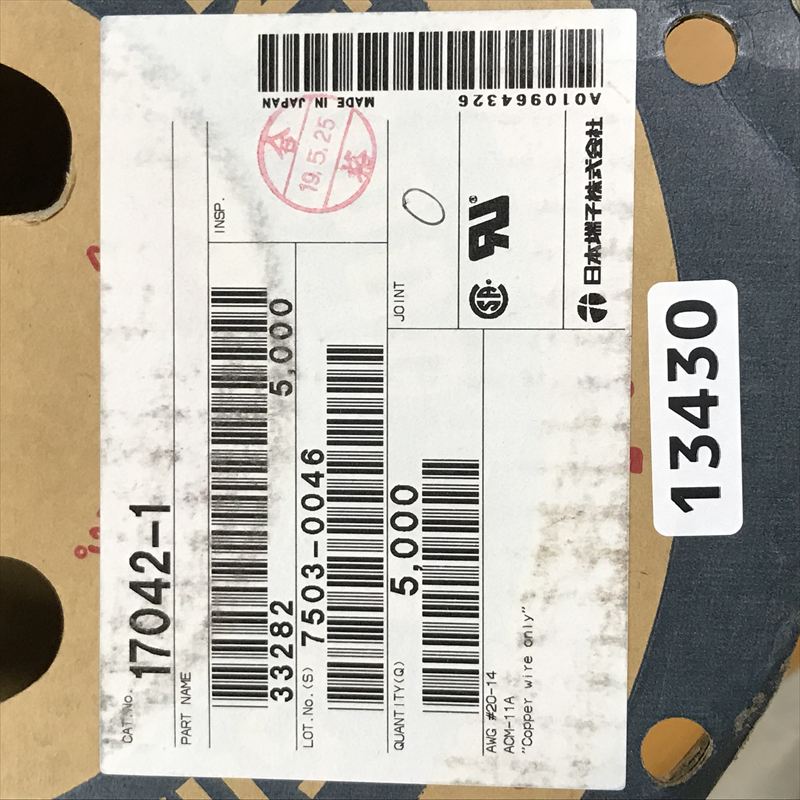 CAT.No. 17042-1
PART NAME
33282 5,000
INSP.
合
19.5.25
格
LOT.No.(S) 7503-0046
QUANTITY(Q) 5,000
JOINT
AWG #20-14
ACM-11A
"Copper wire only"
SA®
UR®
日本端子株式会社
A010964326
MADE IN JAPAN
13430